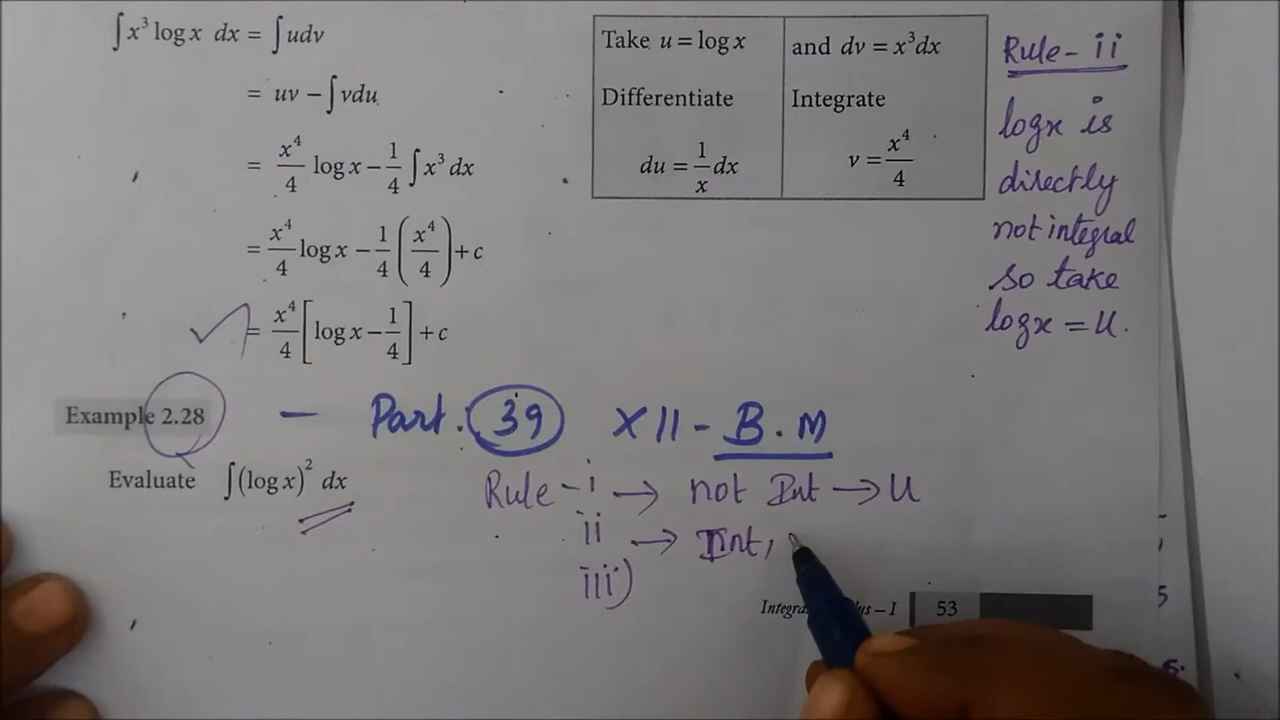 ∫x³ log x dx = ∫udv
= uv − ∫vdu
= x⁴/4 log x − 1/4 ∫x³ dx
= x⁴/4 log x − 1/4 (x⁴/4) + c
= x⁴/4 [log x − 1/4] + c
Take u = log x and dv = x³dx
Differentiate Integrate
du = 1/x dx v = x⁴/4
Rule - ii
logx is
directly
not integral
so take
logx = u.
Example 2.28 — Part: 39 XII - B.M
Evaluate ∫(log x)² dx
Rule - i → not Int → u
ii → Int,
iii)
53
5
5